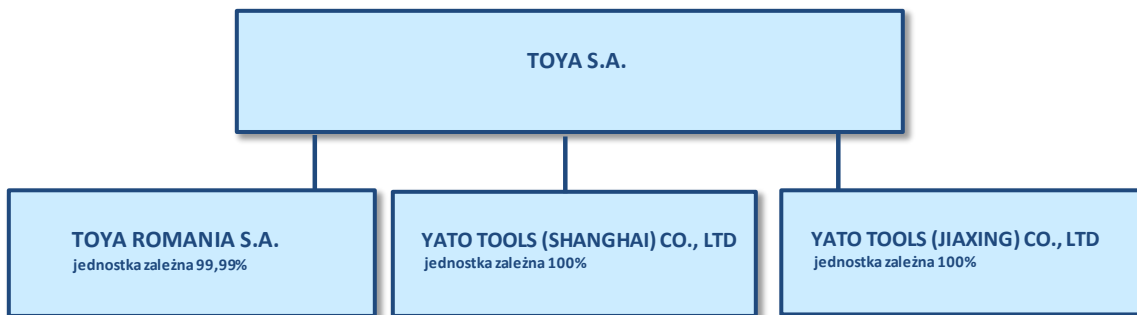 TOYA S.A.
TOYA ROMANIA S.A.
jednostka zależna 99,99%
YATO TOOLS (SHANGHAI) CO., LTD
jednostka zależna 100%
YATO TOOLS (JIAXING) CO., LTD
jednostka zależna 100%